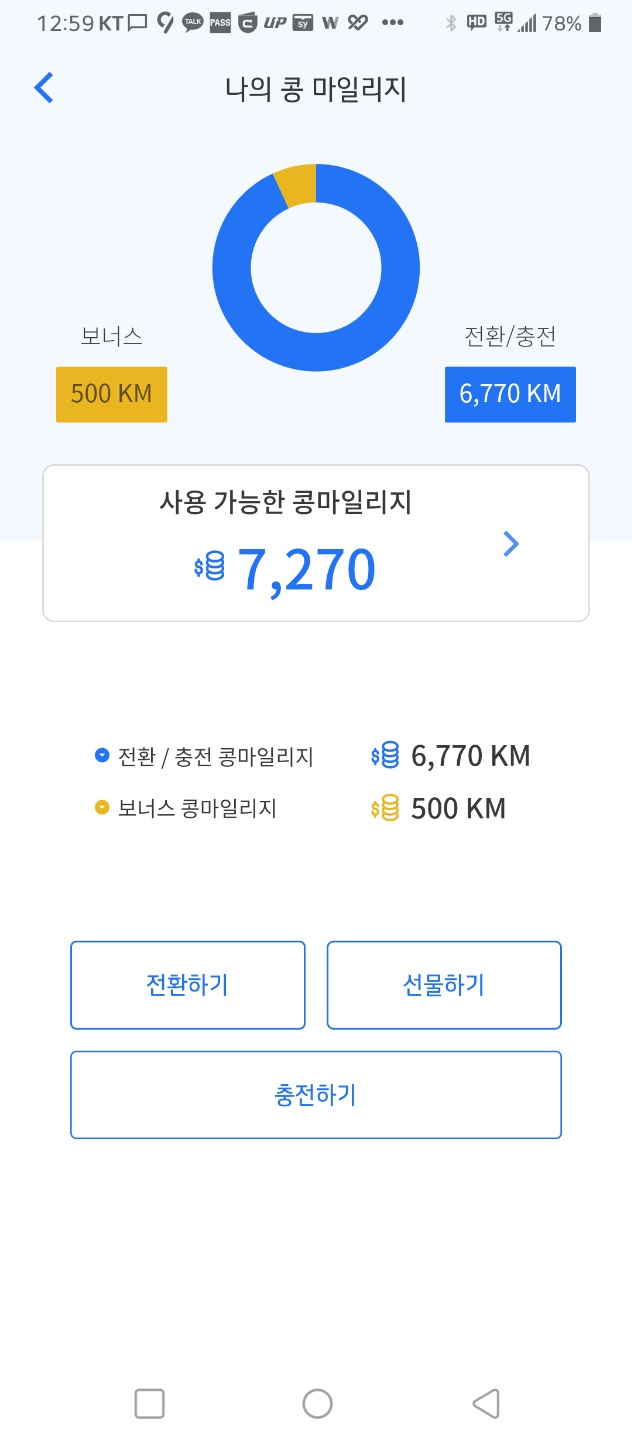 12:59 KT TALK PASS UP sy W ••• HD 5G 78%
나의 콩 마일리지
보너스
전환/충전
500 KM
6,770 KM
사용 가능한 콩마일리지
7,270
전환 / 충전 콩마일리지 6,770 KM
보너스 콩마일리지 500 KM
전환하기 선물하기
충전하기